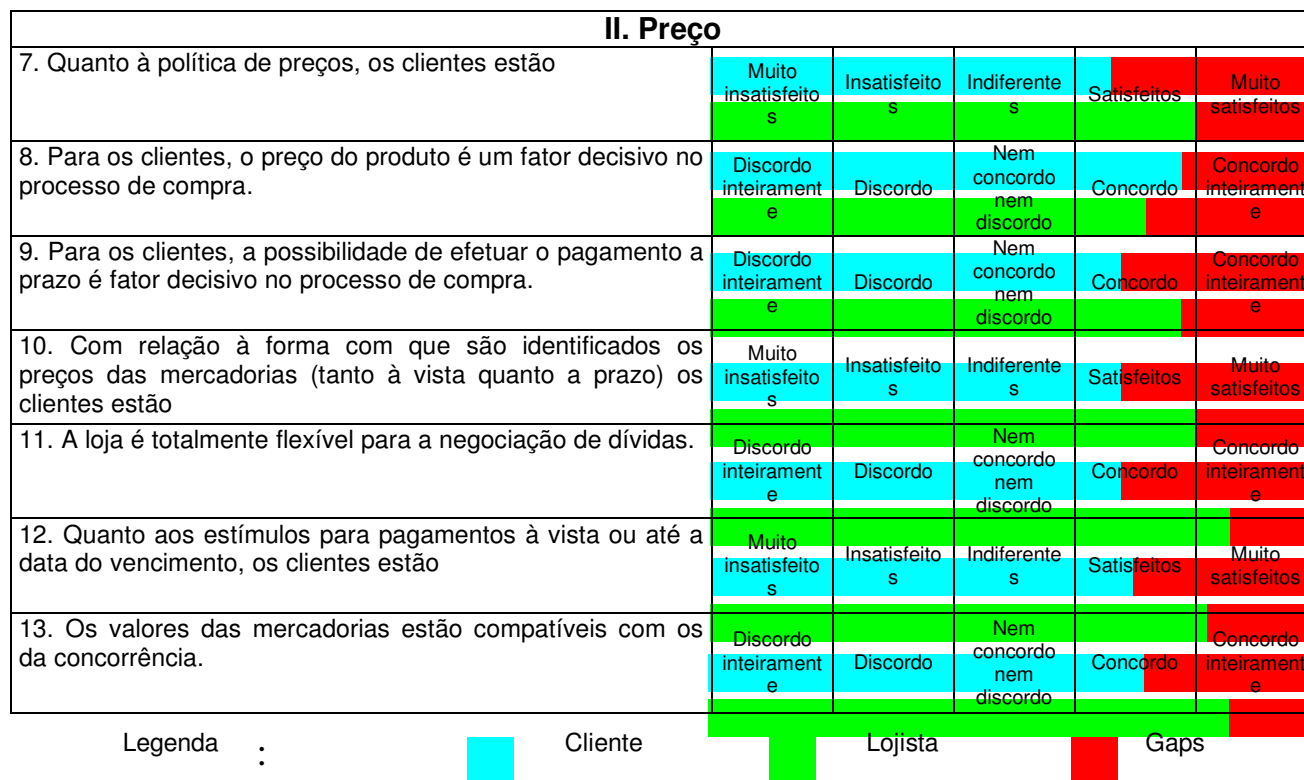 II. Preço
7. Quanto à política de preços, os clientes estão
Muito
insatisfeito
s
Insatisfeito
s
Indiferente
s
Satisfeitos
Muito
satisfeitos
8. Para os clientes, o preço do produto é um fator decisivo no
processo de compra.
Discordo
inteirament
e
Discordo
Nem
concordo
nem
discordo
Concordo
Concordo
inteirament
e
9. Para os clientes, a possibilidade de efetuar o pagamento a
prazo é fator decisivo no processo de compra.
Discordo
inteirament
e
Discordo
Nem
concordo
nem
discordo
Concordo
Concordo
inteirament
e
10. Com relação à forma com que são identificados os
preços das mercadorias (tanto à vista quanto a prazo) os
clientes estão
Muito
insatisfeito
s
Insatisfeito
s
Indiferente
s
Satisfeitos
Muito
satisfeitos
11. A loja é totalmente flexível para a negociação de dívidas.
Discordo
inteirament
e
Discordo
Nem
concordo
nem
discordo
Concordo
Concordo
inteirament
e
12. Quanto aos estímulos para pagamentos à vista ou até a
data do vencimento, os clientes estão
Muito
insatisfeito
s
Insatisfeito
s
Indiferente
s
Satisfeitos
Muito
satisfeitos
13. Os valores das mercadorias estão compatíveis com os
da concorrência.
Discordo
inteirament
e
Discordo
Nem
concordo
nem
discordo
Concordo
Concordo
inteirament
e
Legenda : Cliente Lojista Gaps